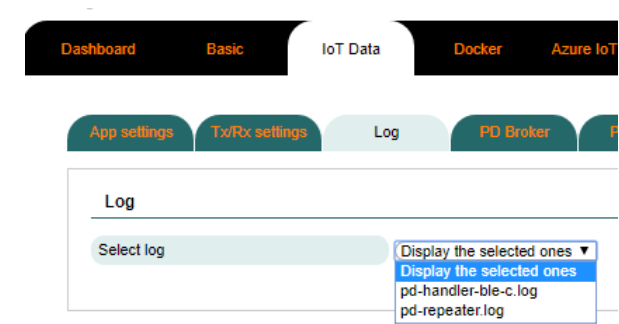 Dashboard Basic IoT Data Docker Azure IoT
App settings Tx/Rx settings Log PD Broker P
Log
Select log Display the selected ones ▼
Display the selected ones
pd-handler-ble-c.log
pd-repeater.log